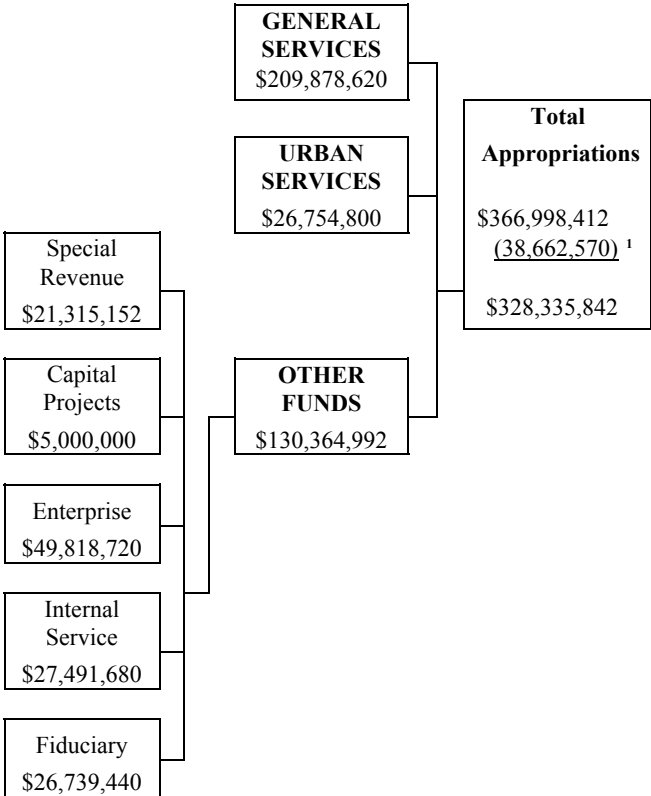 GENERAL
SERVICES
$209,878,620
URBAN
SERVICES
$26,754,800
Total
Appropriations
$366,998,412
(38,662,570) ¹
$328,335,842
Special
Revenue
$21,315,152
Capital
Projects
$5,000,000
OTHER
FUNDS
$130,364,992
Enterprise
$49,818,720
Internal
Service
$27,491,680
Fiduciary
$26,739,440